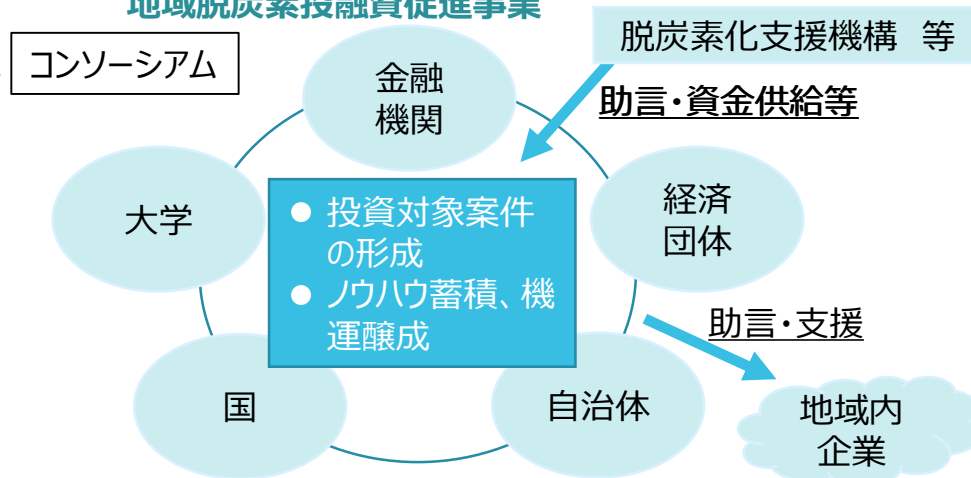 地域脱炭素投融資促進事業
コンソーシアム
脱炭素化支援機構 等
助言・資金供給等
金融
機関
大学
経済
団体
● 投資対象案件
の形成
● ノウハウ蓄積、機
運醸成
助言・支援
国
自治体
地域内
企業